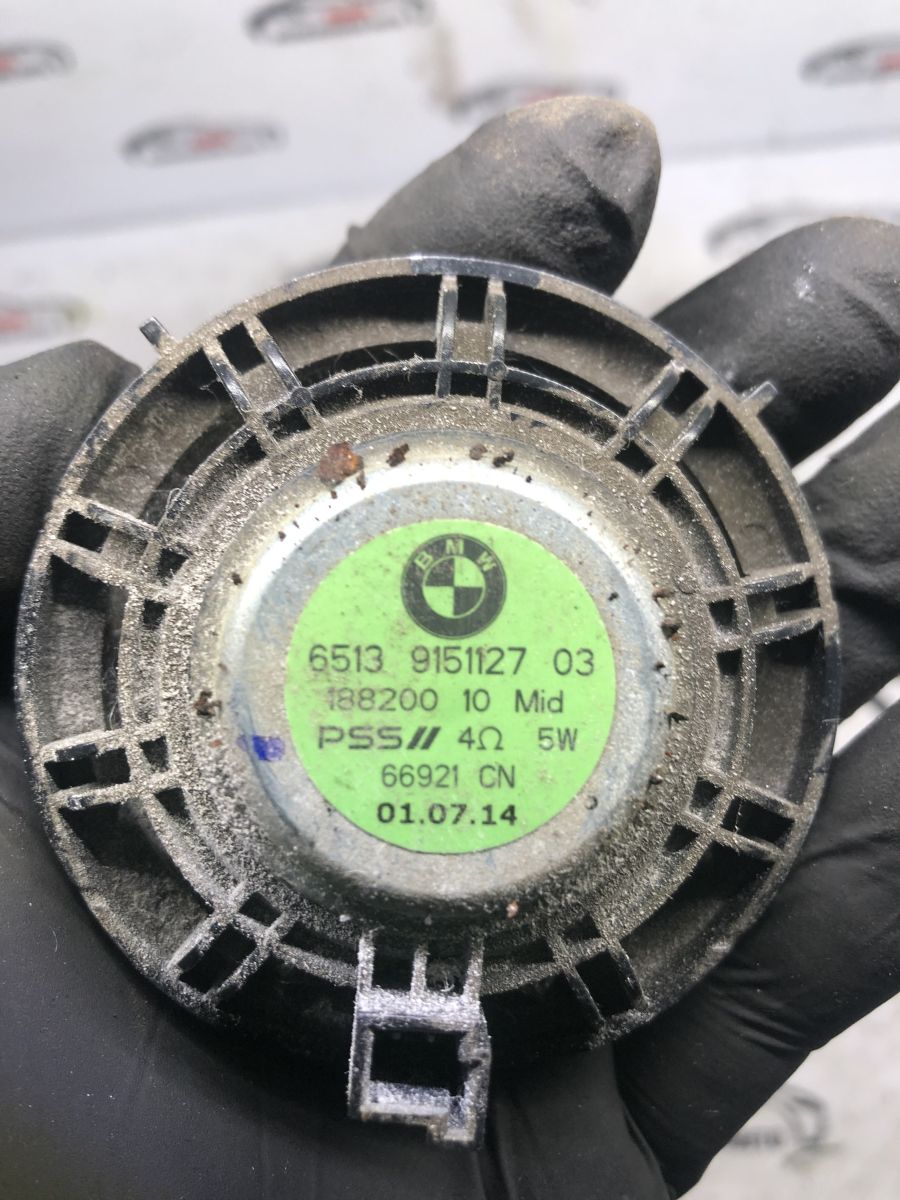 BMW
6513 9151127 03
188200 10 Mid
PSS// 4Ω 5W
66921 CN
01.07.14